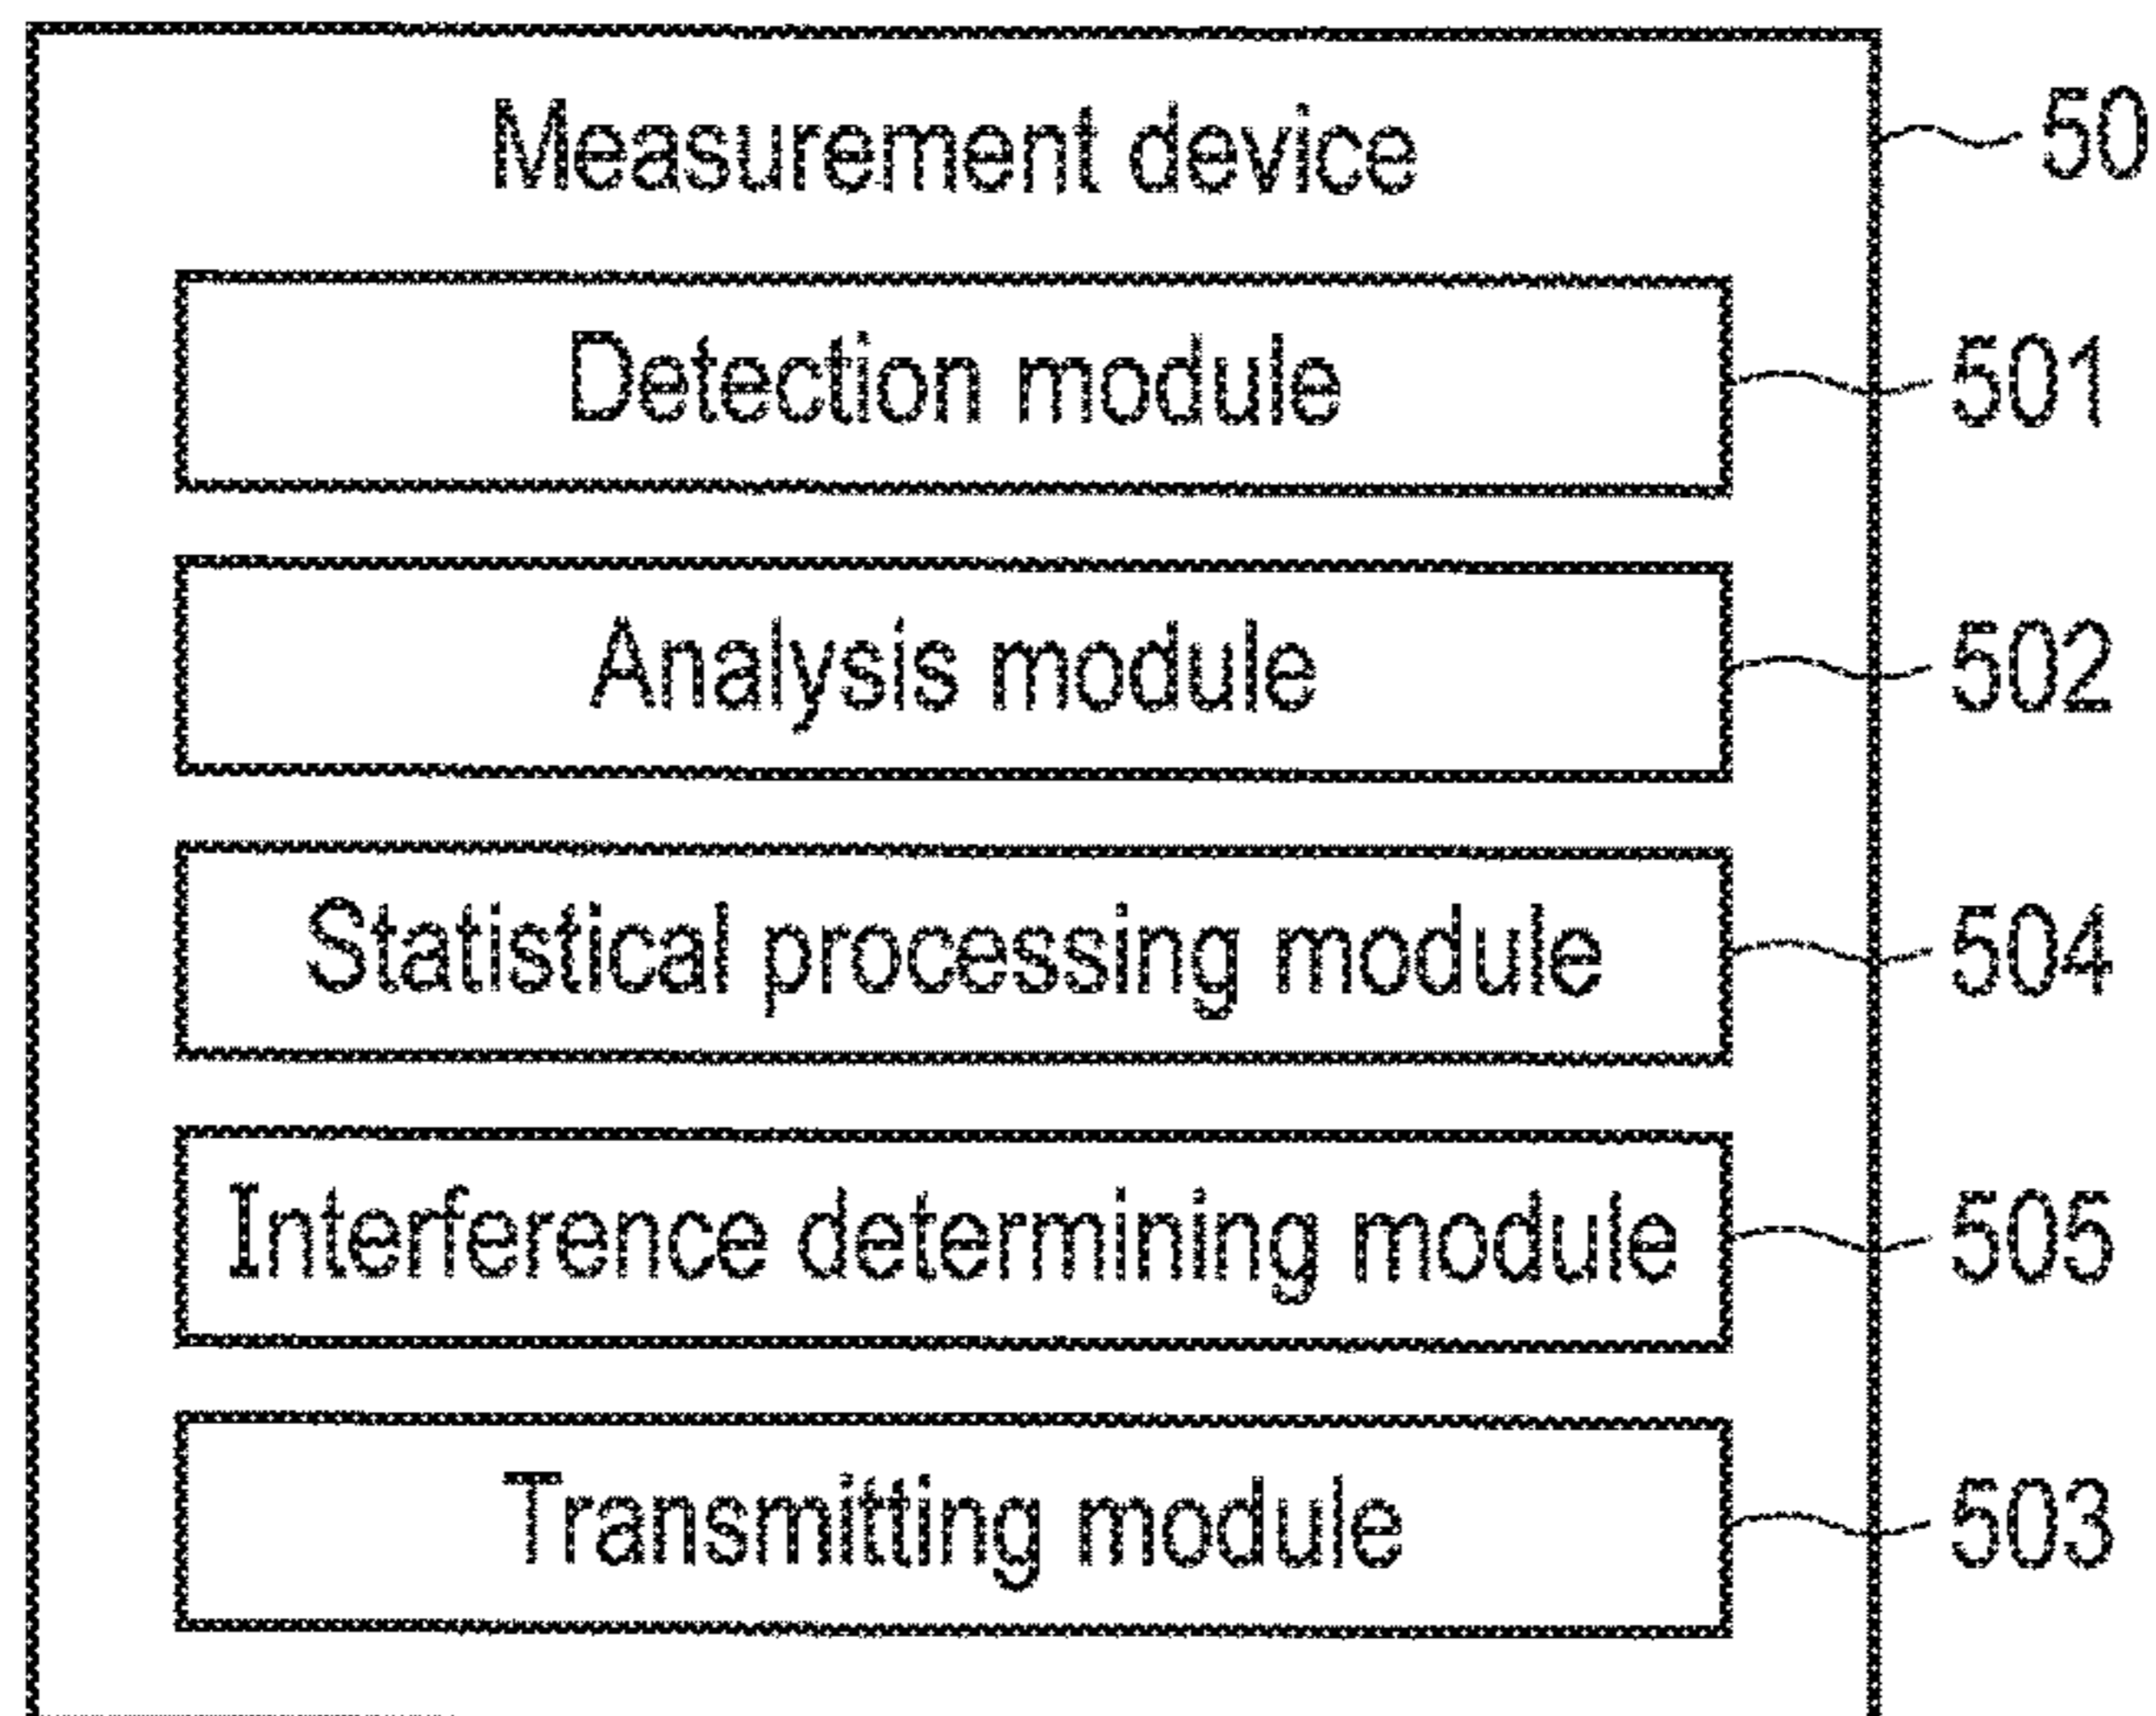 Measurement device 50
Detection module 501
Analysis module 502
Statistical processing module 504
Interference determining module 505
Transmitting module 503